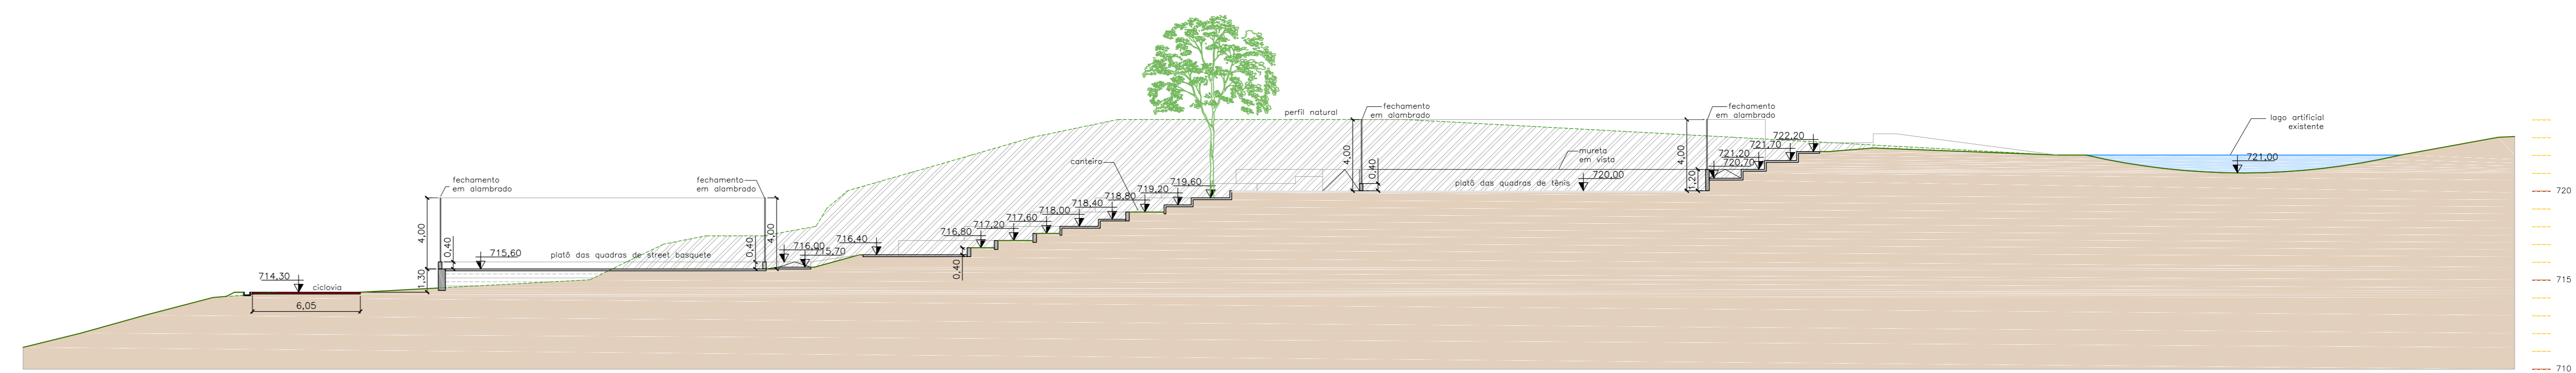 714,30
ciclovia
6,05
fechamento
em alambrado
4,00
0,40
1,30
715,60
platô das quadras de street basquete
fechamento
em alambrado
0,40
4,00
716,00
715,70
716,40
0,40
716,80
717,20
717,60
718,00
718,40
718,80
719,20
719,60
canteiro
perfil natural
fechamento
em alambrado
4,00
0,40
platô das quadras de tênis
mureta
em vista
720,00
fechamento
em alambrado
4,00
1,20
720,70
721,20
721,70
722,20
lago artificial
existente
721,00
720
715
710